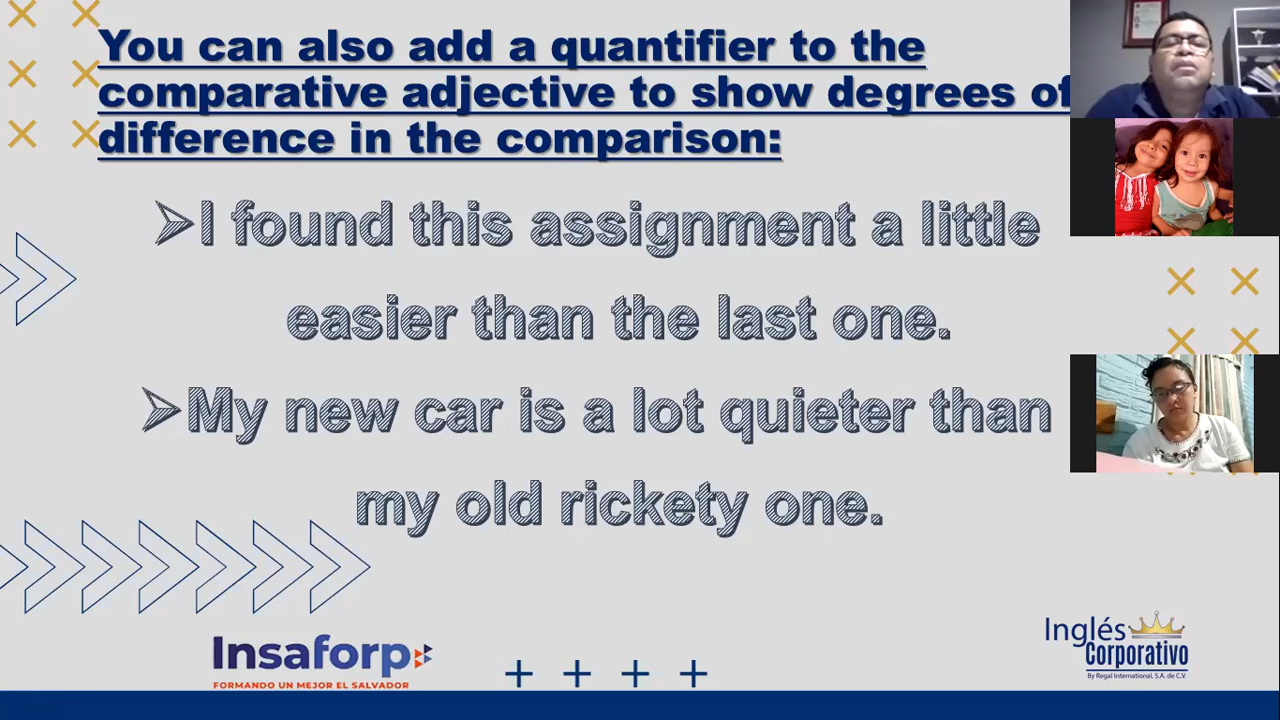 You can also add a quantifier to the
comparative adjective to show degrees of
difference in the comparison:
➢I found this assignment a little
easier than the last one.
➢My new car is a lot quieter than
my old rickety one.
Insaforp
FORMANDO UN MEJOR EL SALVADOR
Inglés
Corporativo
By Regal International, S.A. de C.V.